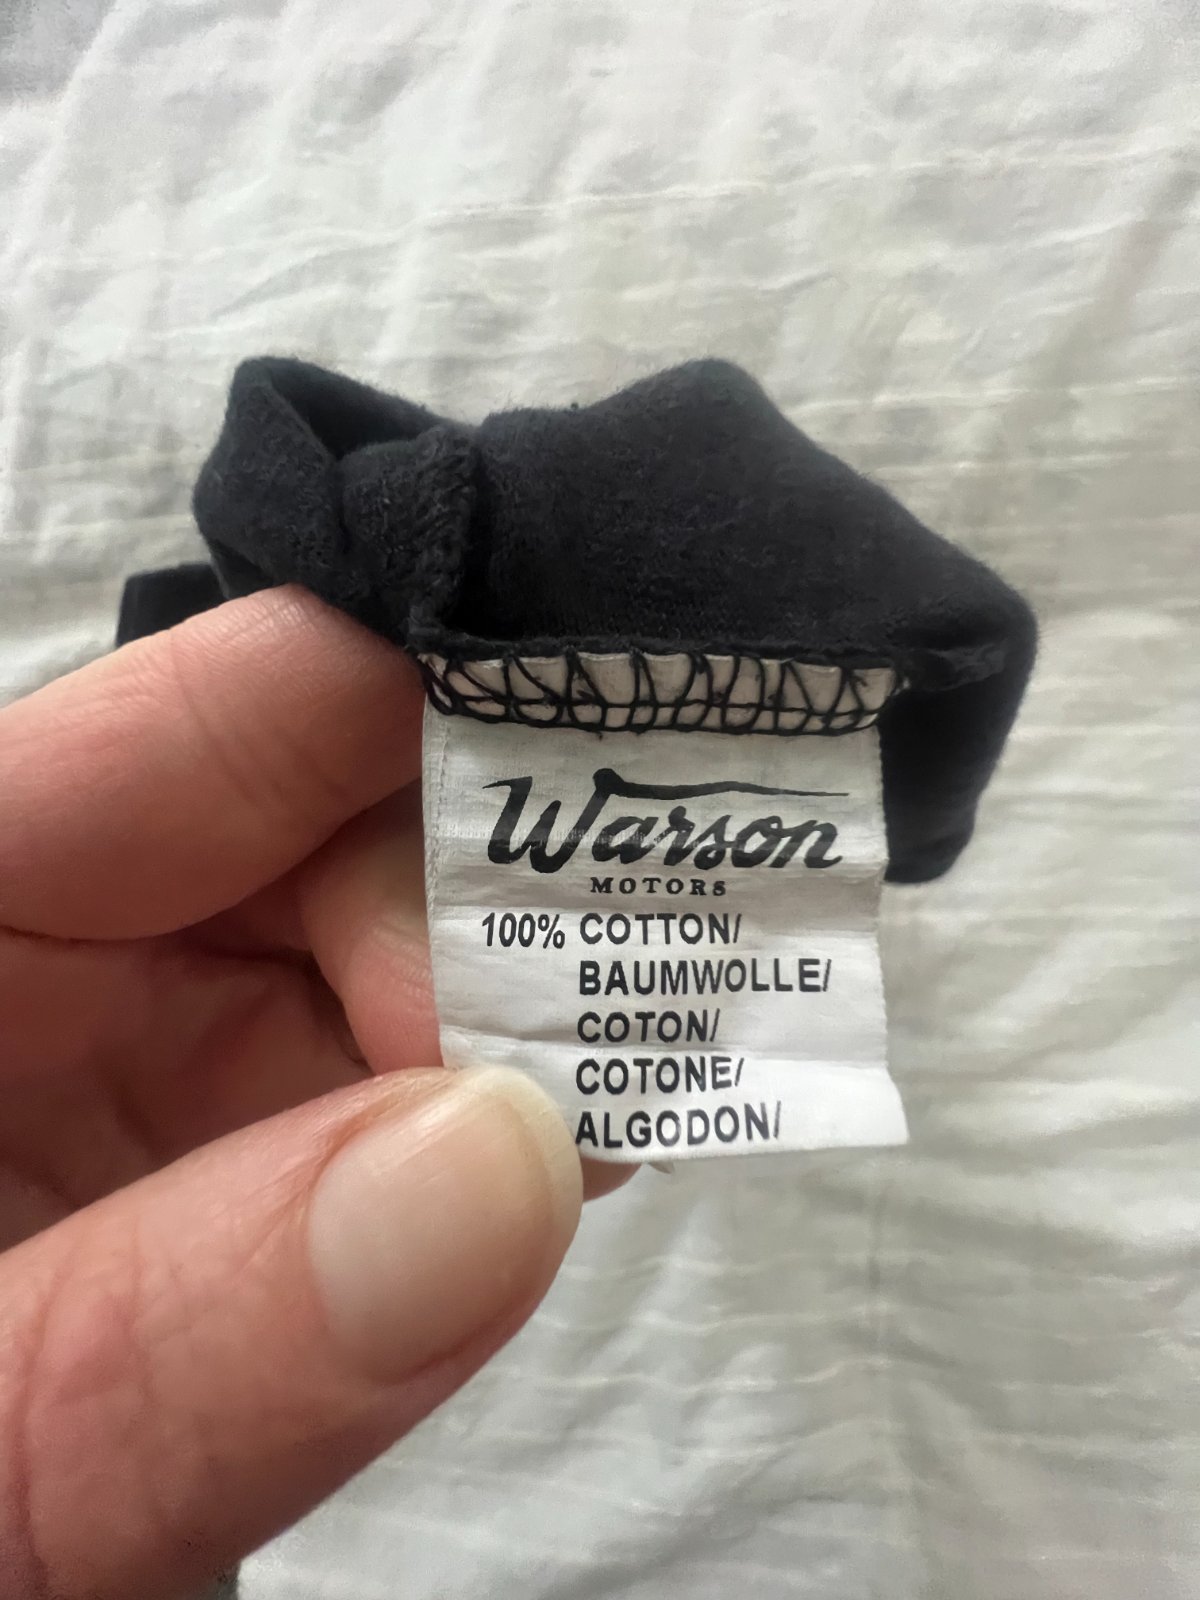 Warson
MOTORS
100% COTTON/
BAUMWOLLE/
COTON/
COTONE/
ALGODON/